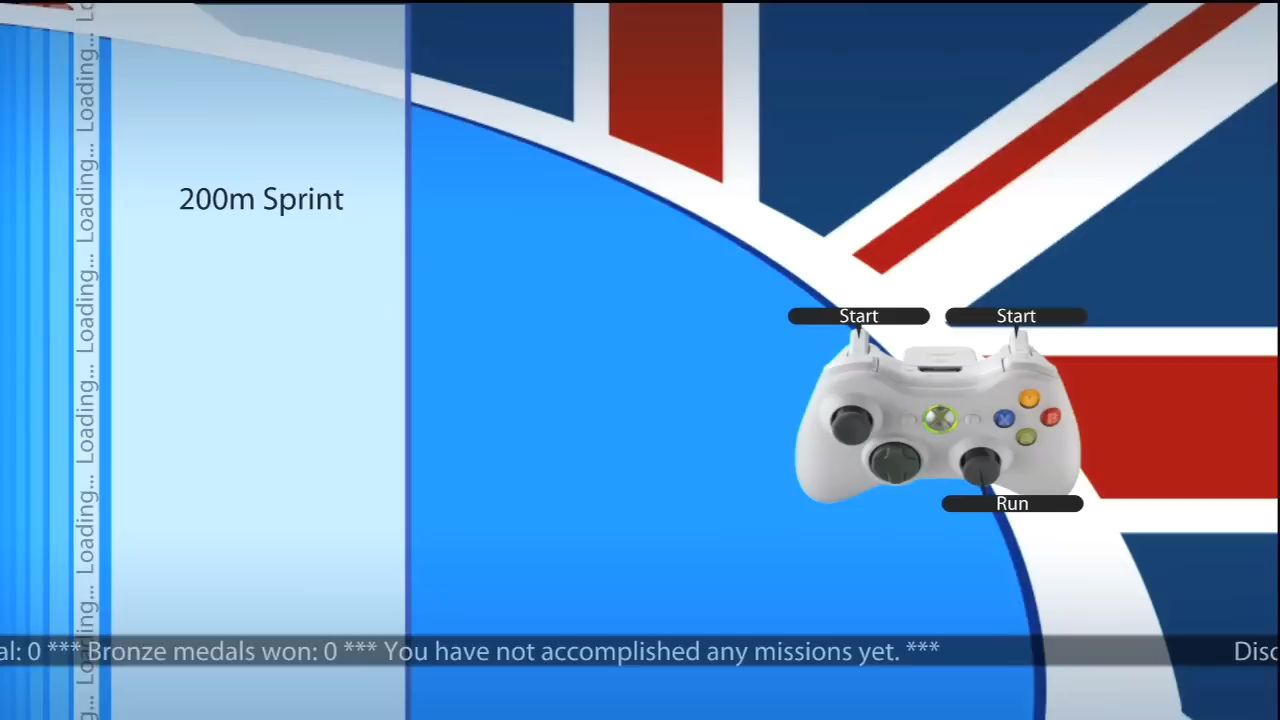 Loading... Loading... Loading... Loading... Loading... Loading...
200m Sprint
Start Start
X B
Run
al: 0 *** Bronze medals won: 0 *** You have not accomplished any missions yet. *** Disc